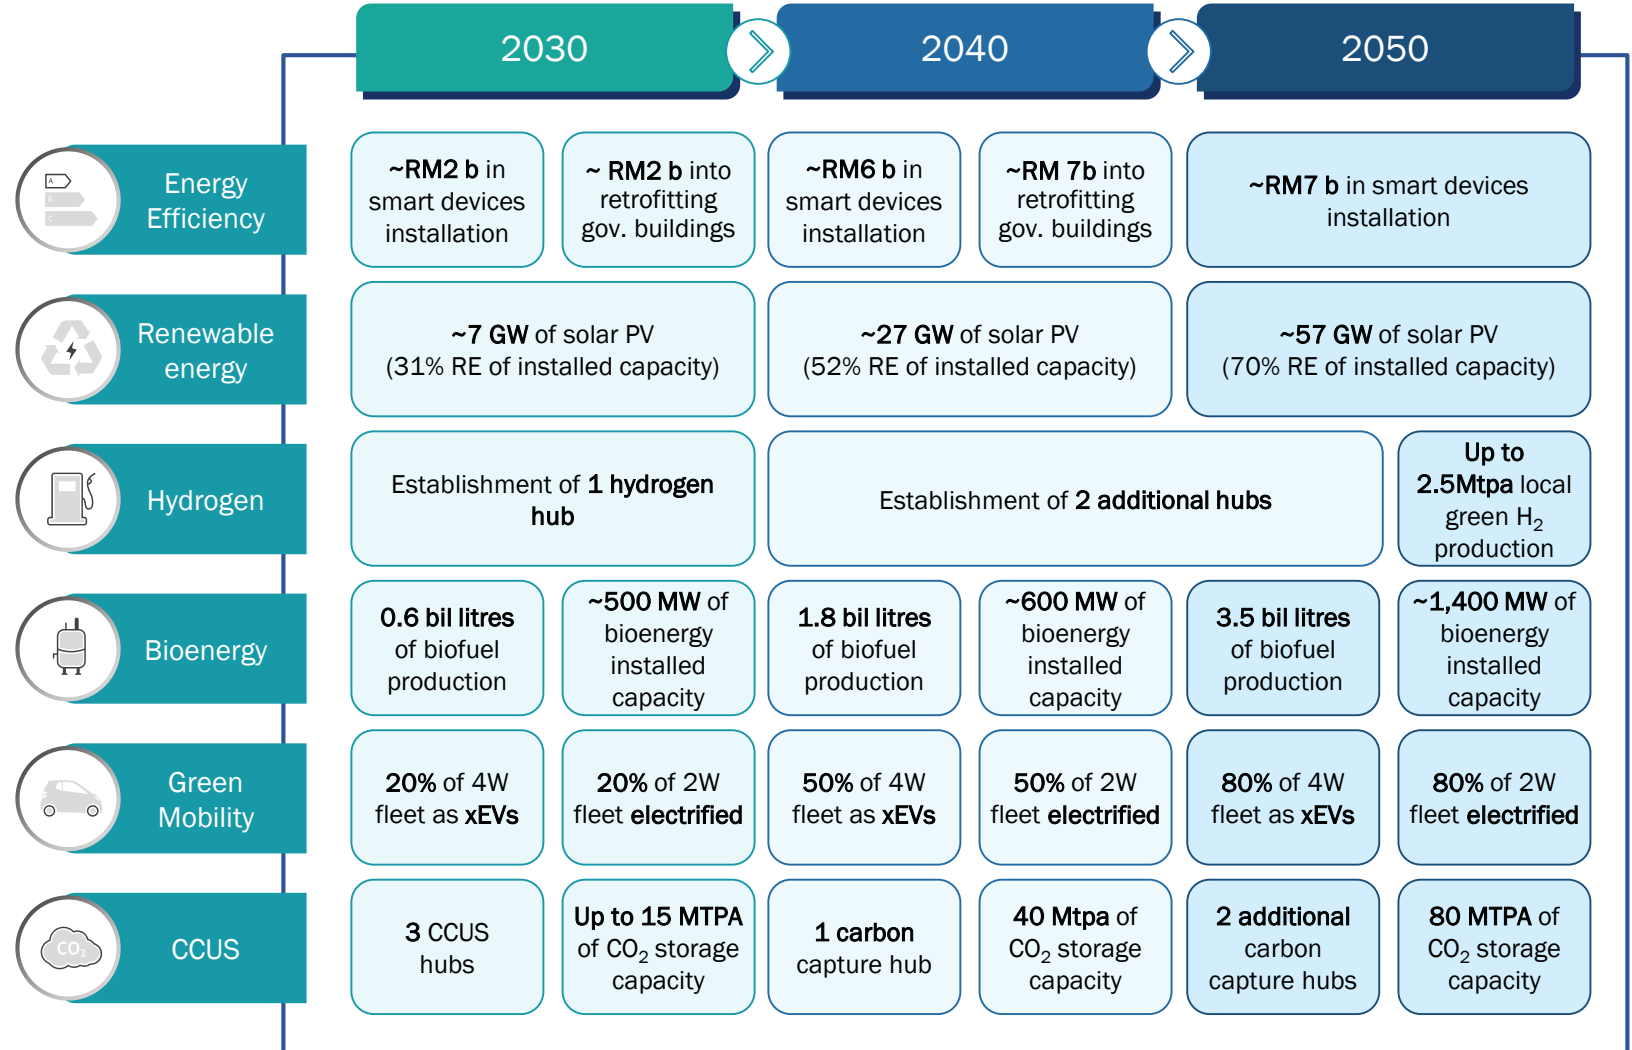 2030
2040
2050
Energy
Efficiency
~RM2 b in
smart devices
installation
~ RM2 b into
retrofitting
gov. buildings
~RM6 b in
smart devices
installation
~RM 7b into
retrofitting
gov. buildings
~RM7 b in smart devices
installation
Renewable
energy
~7 GW of solar PV
(31% RE of installed capacity)
~27 GW of solar PV
(52% RE of installed capacity)
~57 GW of solar PV
(70% RE of installed capacity)
Hydrogen
Establishment of 1 hydrogen
hub
Establishment of 2 additional hubs
Up to
2.5Mtpa local
green H₂
production
Bioenergy
0.6 bil litres
of biofuel
production
~500 MW of
bioenergy
installed
capacity
1.8 bil litres
of biofuel
production
~600 MW of
bioenergy
installed
capacity
3.5 bil litres
of biofuel
production
~1,400 MW of
bioenergy
installed
capacity
Green
Mobility
20% of 4W
fleet as xEVs
20% of 2W
fleet electrified
50% of 4W
fleet as xEVs
50% of 2W
fleet electrified
80% of 4W
fleet as xEVs
80% of 2W
fleet electrified
CO₂
CCUS
3 CCUS
hubs
Up to 15 MTPA
of CO₂ storage
capacity
1 carbon
capture hub
40 Mtpa of
CO₂ storage
capacity
2 additional
carbon
capture hubs
80 MTPA of
CO₂ storage
capacity
A
B
C